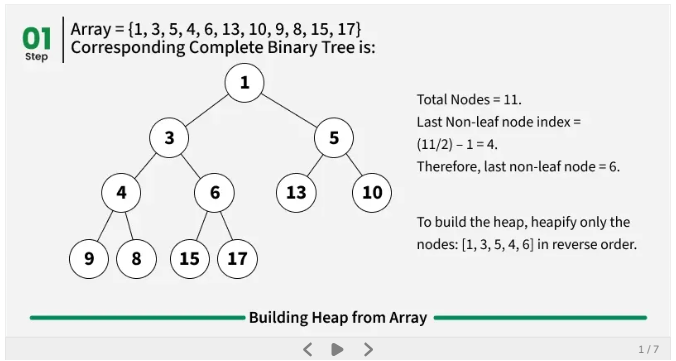 01
Step
Array = {1, 3, 5, 4, 6, 13, 10, 9, 8, 15, 17}
Corresponding Complete Binary Tree is:
1
3
5
4
6
13
10
9
8
15
17
Total Nodes = 11.
Last Non-leaf node index =
(11/2) – 1 = 4.
Therefore, last non-leaf node = 6.
To build the heap, heapify only the
nodes: [1, 3, 5, 4, 6] in reverse order.
Building Heap from Array
1 / 7